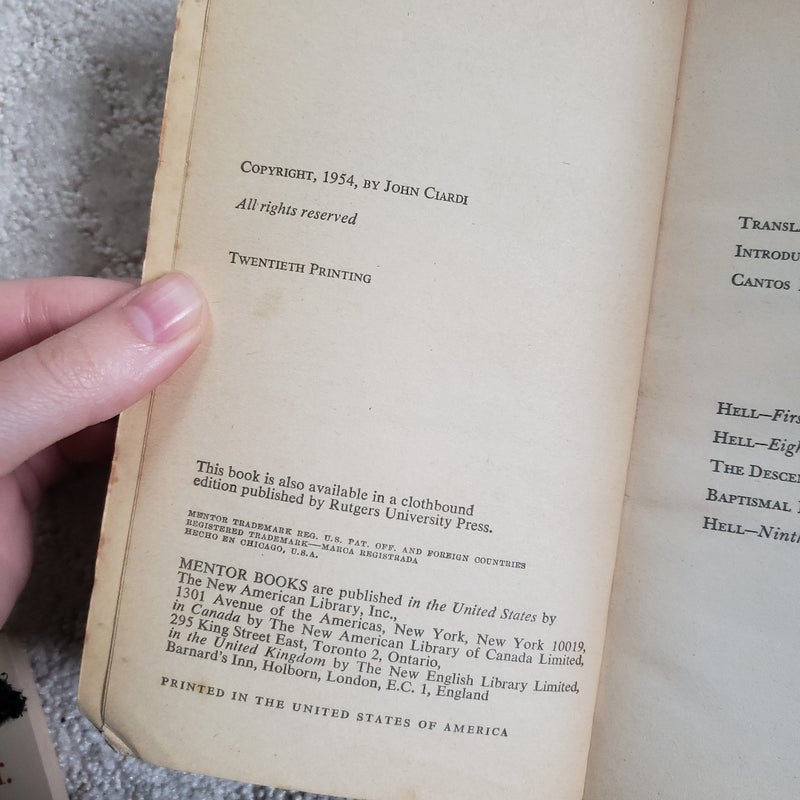 COPYRIGHT, 1954, BY JOHN CIARDI
All rights reserved
TWENTIETH PRINTING
This book is also available in a clothbound
edition published by Rutgers University Press.
MENTOR TRADEMARK REG. U.S. PAT. OFF. AND FOREIGN COUNTRIES
REGISTERED TRADEMARK—MARCA REGISTRADA
HECHO EN CHICAGO, U.S.A.
MENTOR BOOKS are published in the United States by
The New American Library, Inc.,
1301 Avenue of the Americas, New York, New York 10019,
in Canada by The New American Library of Canada Limited,
295 King Street East, Toronto 2, Ontario,
in the United Kingdom by The New English Library Limited,
Barnard's Inn, Holborn, London, E.C. 1, England
PRINTED IN THE UNITED STATES OF AMERICA
CANTOS
HELL—
HELL—
THE
BAPTISMAL
HELL—Ninth